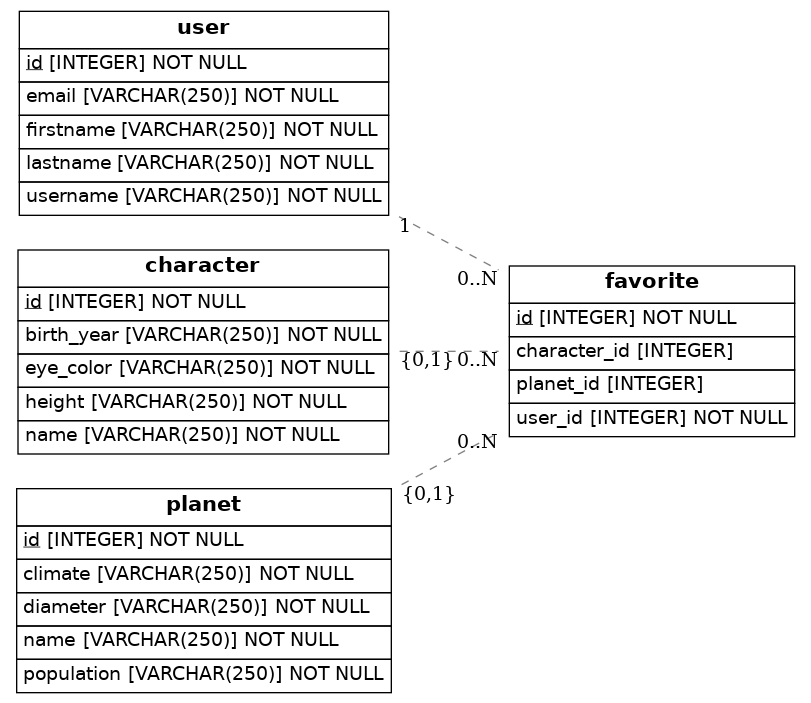 user
id [INTEGER] NOT NULL
email [VARCHAR(250)] NOT NULL
firstname [VARCHAR(250)] NOT NULL
lastname [VARCHAR(250)] NOT NULL
username [VARCHAR(250)] NOT NULL
1
0..N
character
id [INTEGER] NOT NULL
birth_year [VARCHAR(250)] NOT NULL
eye_color [VARCHAR(250)] NOT NULL
height [VARCHAR(250)] NOT NULL
name [VARCHAR(250)] NOT NULL
{0,1} 0..N
favorite
id [INTEGER] NOT NULL
character_id [INTEGER]
planet_id [INTEGER]
user_id [INTEGER] NOT NULL
0..N
{0,1}
planet
id [INTEGER] NOT NULL
climate [VARCHAR(250)] NOT NULL
diameter [VARCHAR(250)] NOT NULL
name [VARCHAR(250)] NOT NULL
population [VARCHAR(250)] NOT NULL